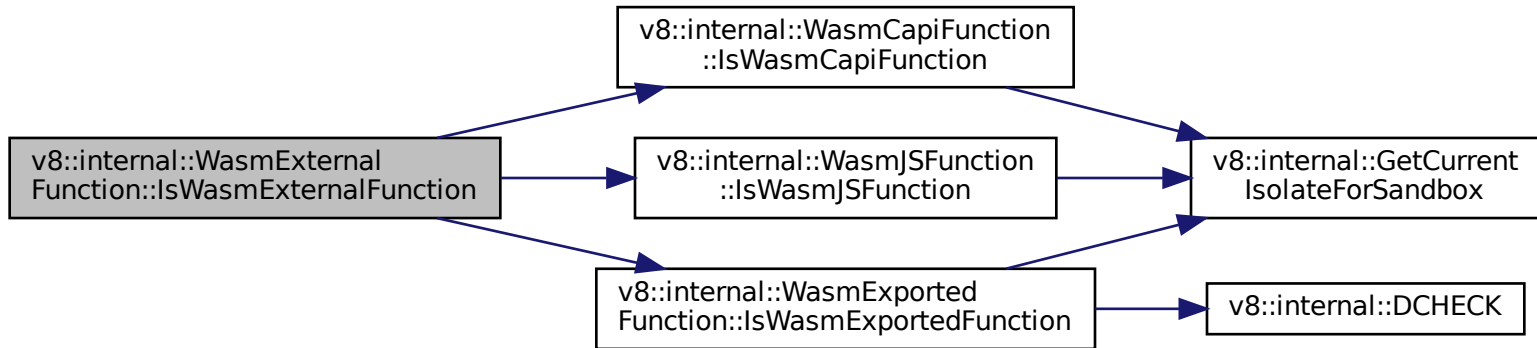 v8::internal::WasmExternal
Function::IsWasmExternalFunction
v8::internal::WasmCapiFunction
::IsWasmCapiFunction
v8::internal::WasmJSFunction
::IsWasmJSFunction
v8::internal::WasmExported
Function::IsWasmExportedFunction
v8::internal::GetCurrent
IsolateForSandbox
v8::internal::DCHECK